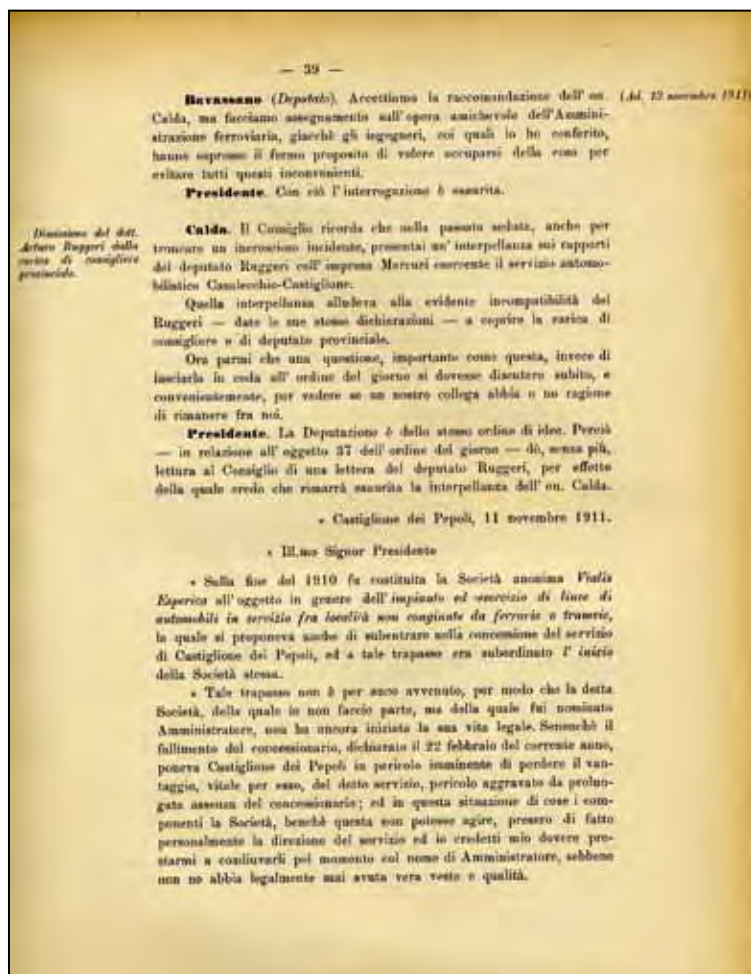 — 39 —
Ravassano (Deputato). Accettiamo la raccomandazione dell' on.
(Ad. 13 novembre 1911)
Calda, ma facciamo assegnamento sull' opera amichevole dell'Ammini-
strazione ferroviaria, giacchè gli ingegneri, coi quali io ho conferito,
hanno espresso il fermo proposito di volere occuparsi della cosa per
evitare tutti questi inconvenienti.
Presidente. Con ciò l' interrogazione è esaurita.
Dimissione del dott.
Arturo Ruggeri dalla
carica di consigliere
provinciale.
Calda. Il Consiglio ricorda che nella passata seduta, anche per
troncare un increscioso incidente, presentai un' interpellanza sui rapporti
del deputato Ruggeri coll' impresa Marcuzi esercente il servizio automo-
bilistico Casalecchio-Castiglione.
Quella interpellanza alludeva alla evidente incompatibilità del
Ruggeri — date le sue stesse dichiarazioni — a coprire la carica di
consigliere e di deputato provinciale.
Ora parmi che una questione, importante come questa, invece di
lasciarla in coda all' ordine del giorno si dovesse discutere subito, e
convenientemente, per vedere se un nostro collega abbia o no ragione
di rimanere fra noi.
Presidente. La Deputazione è dello stesso ordine di idee. Perciò
— in relazione all' oggetto 37 dell' ordine del giorno — dò, senza più,
lettura al Consiglio di una lettera del deputato Ruggeri, per effetto
della quale credo che rimarrà esaurita la interpellanza dell' on. Calda.
« Castiglione dei Pepoli, 11 novembre 1911.
« Ill.mo Signor Presidente
« Sulla fine del 1910 fu costituita la Società anonima Vialis
Esperica all' oggetto in genere dell' impianto ed esercizio di linee di
automobili in servizio fra località non congiunte da ferrovie o tramvie,
la quale si proponeva anche di subentrare nella concessione del servizio
di Castiglione dei Pepoli, ed a tale trapasso era subordinato l' inizio
della Società stessa.
« Tale trapasso non è per anco avvenuto, per modo che la detta
Società, della quale io non faccio parte, ma della quale fui nominato
Amministratore, non ha ancora iniziata la sua vita legale. Sennonchè il
fallimento del concessionario, dichiarato il 22 febbraio del corrente anno,
poneva Castiglione dei Pepoli in pericolo imminente di perdere il van-
taggio, vitale per esso, del detto servizio, pericolo aggravato da prolun-
gata assenza del concessionario; ed in questa situazione di cose i com-
ponenti la Società, benchè questa non potesse agire, presero di fatto
personalmente la direzione del servizio ed io credetti mio dovere pre-
starmi a coadiuvarli pel momento col nome di Amministratore, sebbene
non ne abbia legalmente mai avuta vera veste e qualità.